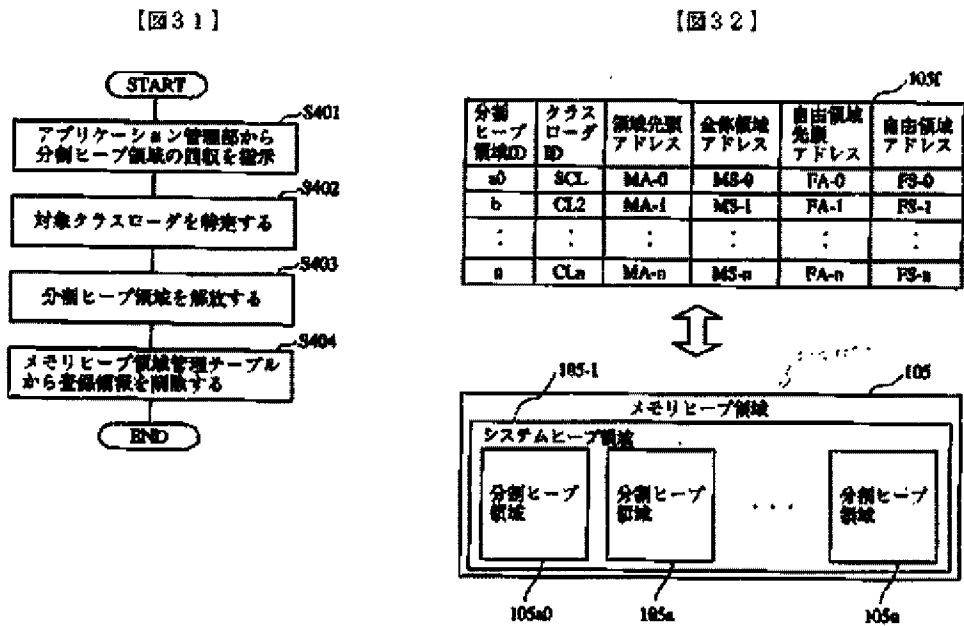 【図31】
START
S401
アプリケーション管理部から
分割ヒープ領域の回収を指示
S402
対象クラスローダを特定する
S403
分割ヒープ領域を解放する
S404
メモリヒープ領域管理テーブル
から登録情報を削除する
END
【図32】
105f
分割ヒープ領域ID クラスローダID 領域先頭アドレス 全体領域アドレス 自由領域先頭アドレス 自由領域アドレス
a0 SCL MA-0 MS-0 FA-0 FS-0
b CL2 MA-1 MS-1 FA-1 FS-1
: : : : : :
n CLn MA-n MS-n FA-n FS-n
105-1
105
メモリヒープ領域
システムヒープ領域
分割ヒープ領域 分割ヒープ領域 ・・・ 分割ヒープ領域
105a0 105a 105n